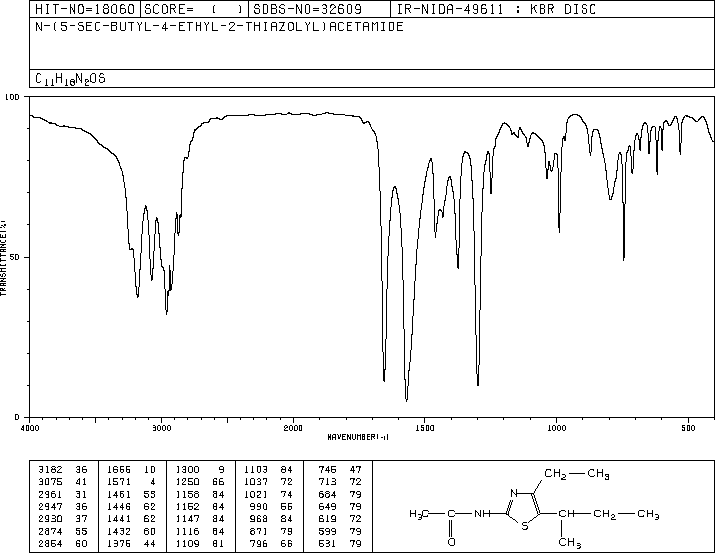 HIT-NO=18060 SCORE= ( ) SDBS-NO=32609 IR-NIDA-49611 : KBR DISC
N-(5-SEC-BUTYL-4-ETHYL-2-THIAZOLYL)ACETAMIDE
C11H18N2OS
100
50
0
TRANSMITTANCE(%)
4000 3000 2000 1500 1000 500
WAVENUMBER(-1)
3182 36 1656 10 1300 9 1103 84 746 47
3075 41 1571 4 1250 66 1037 72 713 72
2961 31 1461 55 1158 84 1021 74 684 79
2947 36 1446 62 1152 84 990 55 649 79
2930 37 1441 62 1147 84 968 84 619 72
2874 55 1432 60 1116 84 871 79 599 79
2864 60 1376 44 1109 81 796 66 531 79
CH2 CH3
N
H3C C NH S CH CH2 CH3
O CH3